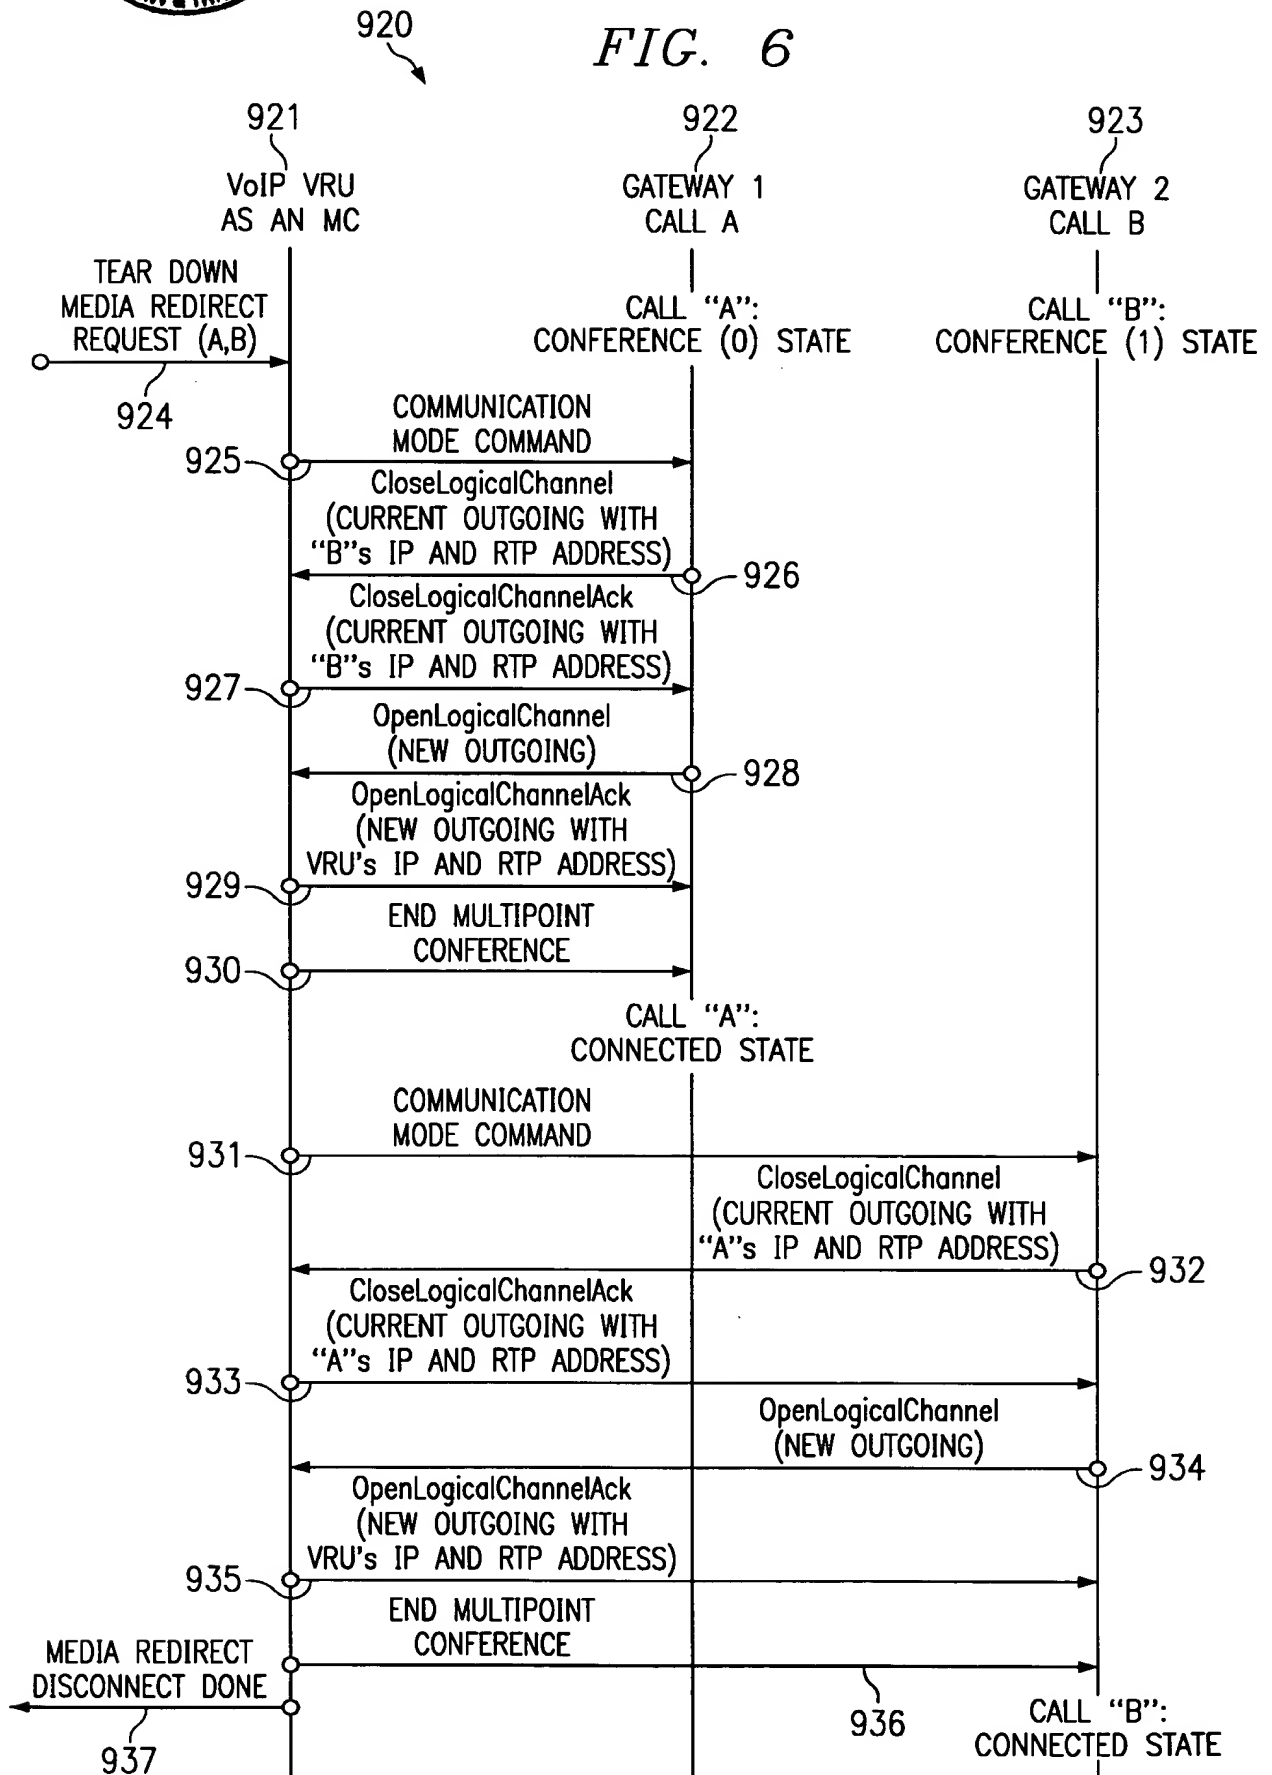 920
FIG. 6
921
922
923
VoIP VRU
AS AN MC
GATEWAY 1
CALL A
GATEWAY 2
CALL B
TEAR DOWN
MEDIA REDIRECT
REQUEST (A,B)
924
CALL “A”:
CONFERENCE (0) STATE
CALL “B”:
CONFERENCE (1) STATE
COMMUNICATION
MODE COMMAND
925
CloseLogicalChannel
(CURRENT OUTGOING WITH
“B”s IP AND RTP ADDRESS)
926
CloseLogicalChannelAck
(CURRENT OUTGOING WITH
“B”s IP AND RTP ADDRESS)
927
OpenLogicalChannel
(NEW OUTGOING)
928
OpenLogicalChannelAck
(NEW OUTGOING WITH
VRU's IP AND RTP ADDRESS)
929
END MULTIPOINT
CONFERENCE
930
CALL “A”:
CONNECTED STATE
COMMUNICATION
MODE COMMAND
931
CloseLogicalChannel
(CURRENT OUTGOING WITH
“A”s IP AND RTP ADDRESS)
932
CloseLogicalChannelAck
(CURRENT OUTGOING WITH
“A”s IP AND RTP ADDRESS)
933
OpenLogicalChannel
(NEW OUTGOING)
934
OpenLogicalChannelAck
(NEW OUTGOING WITH
VRU's IP AND RTP ADDRESS)
935
END MULTIPOINT
CONFERENCE
936
MEDIA REDIRECT
DISCONNECT DONE
937
CALL “B”:
CONNECTED STATE